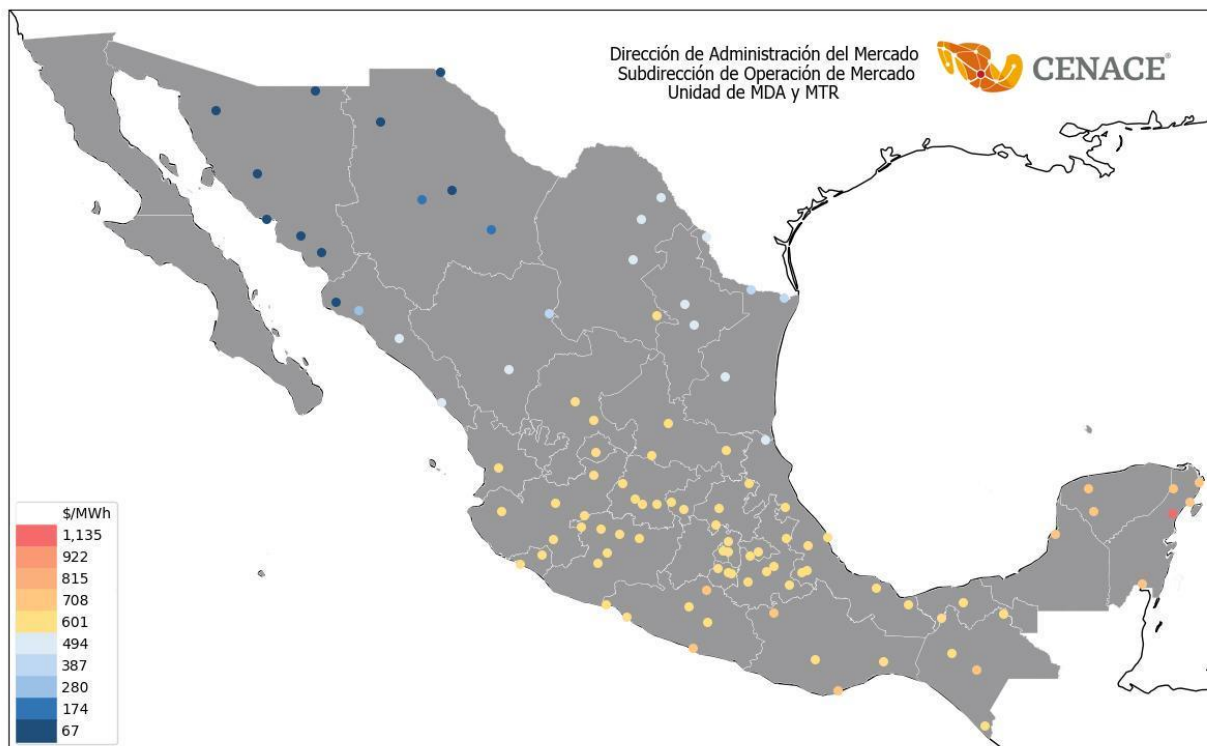 Dirección de Administración del Mercado
Subdirección de Operación de Mercado
Unidad de MDA y MTR
CENACE®
$/MWh
1,135
922
815
708
601
494
387
280
174
67